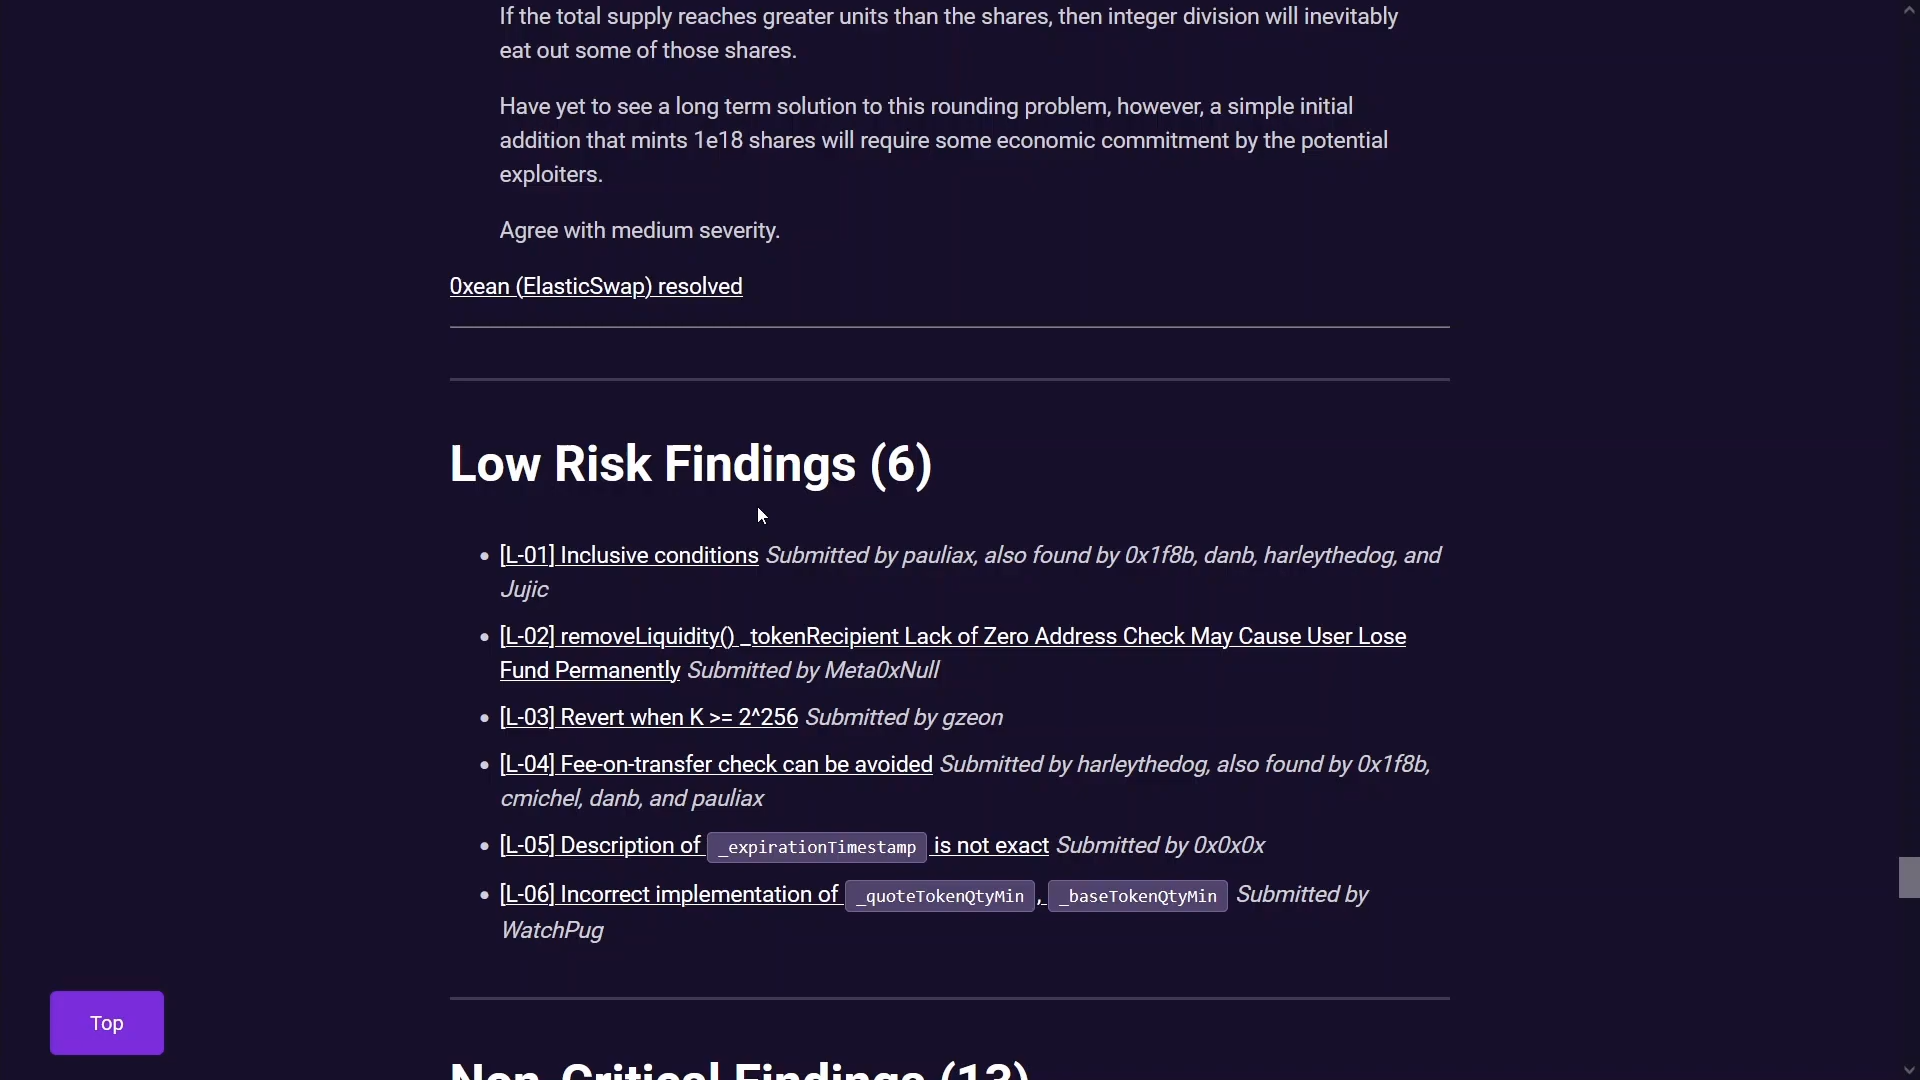 If the total supply reaches greater units than the shares, then integer division will inevitably
eat out some of those shares.
Have yet to see a long term solution to this rounding problem, however, a simple initial
addition that mints 1e18 shares will require some economic commitment by the potential
exploiters.
Agree with medium severity.
0xean (ElasticSwap) resolved
Low Risk Findings (6)
[L-01] Inclusive conditions Submitted by pauliax, also found by 0x1f8b, danb, harleythedog, and
Jujic
[L-02] removeLiquidity() _tokenRecipient Lack of Zero Address Check May Cause User Lose
Fund Permanently Submitted by Meta0xNull
[L-03] Revert when K >= 2^256 Submitted by gzeon
[L-04] Fee-on-transfer check can be avoided Submitted by harleythedog, also found by 0x1f8b,
cmichel, danb, and pauliax
[L-05] Description of _expirationTimestamp is not exact Submitted by 0x0x0x
[L-06] Incorrect implementation of _quoteTokenQtyMin, _baseTokenQtyMin Submitted by
WatchPug
Top
Non-Critical Findings (13)